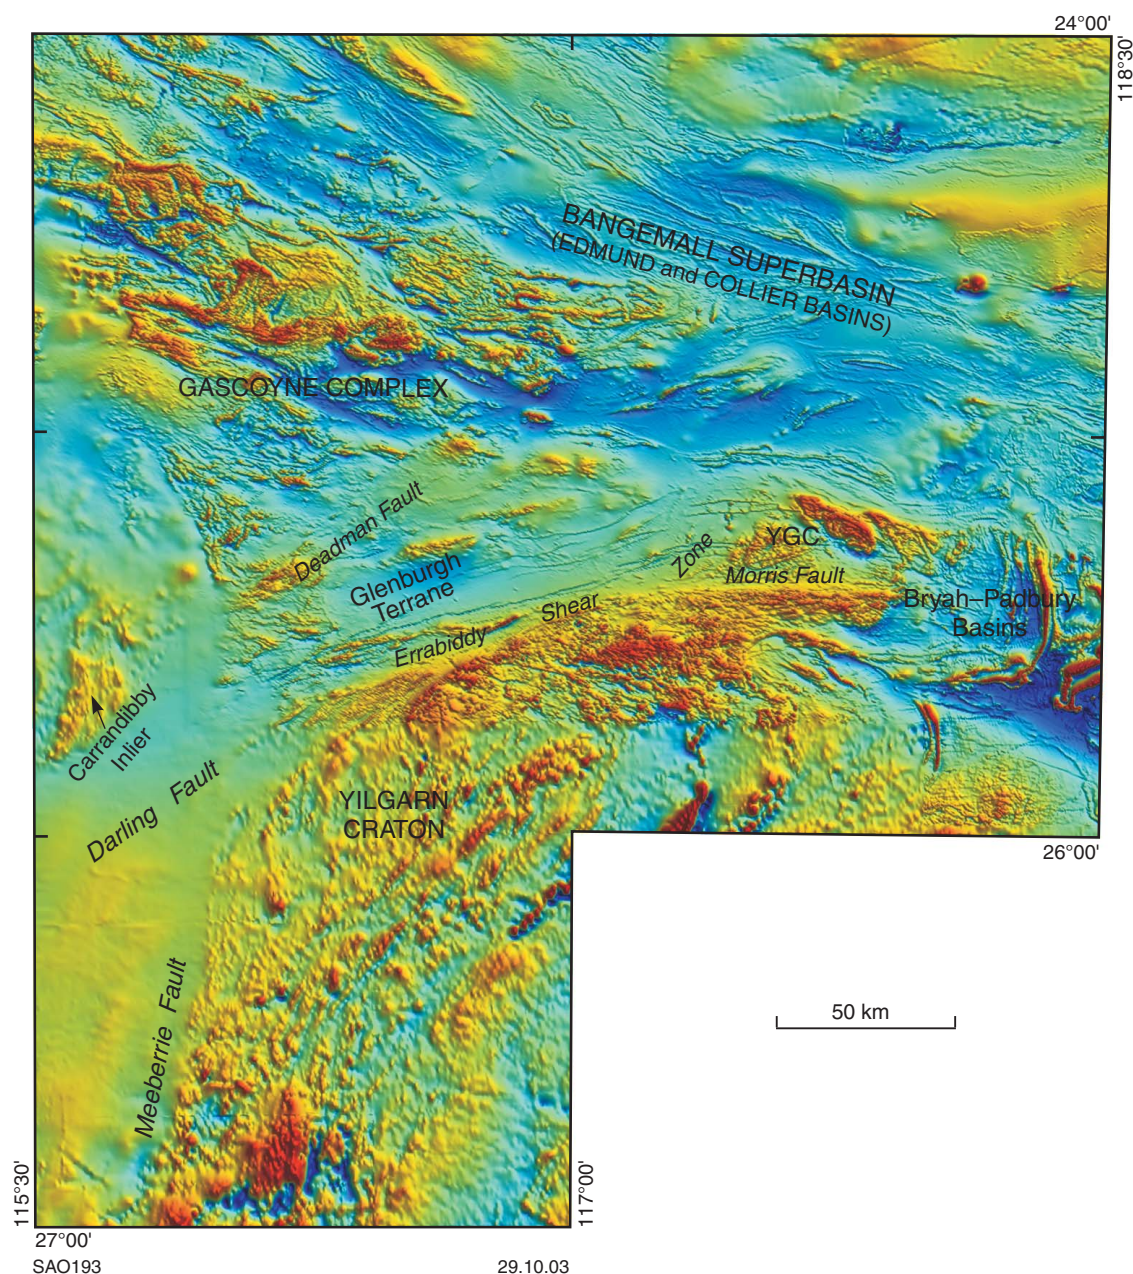 24°00'
118°30'
BANGEMALL SUPERBASIN
(EDMUND and COLLIER BASINS)
GASCOYNE COMPLEX
Deadman Fault
Glenburgh
Terrane
YGC
Morris Fault
Errabiddy Shear Zone
Bryah–Padbury
Basins
Carrandibby
Inlier
Darling Fault
YILGARN
CRATON
26°00'
Meeberrie Fault
50 km
115°30'
117°00'
27°00'
SAO193
29.10.03